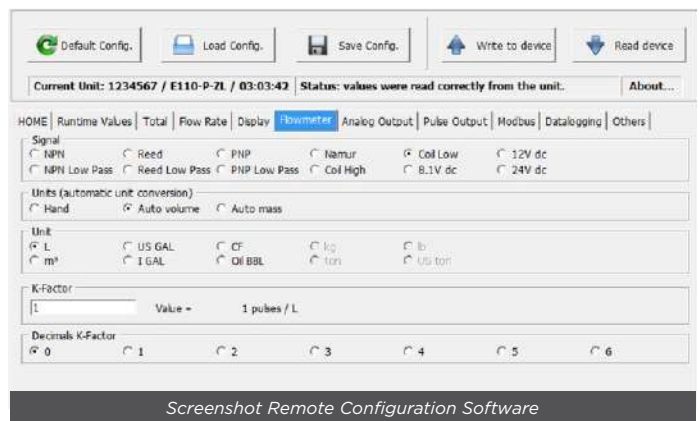 Default Config. Load Config. Save Config. Write to device Read device
Current Unit: 1234567 / E110-P-ZL / 03:03:42 Status: values were read correctly from the unit. About...
HOME Runtime Values Total Flow Rate Display Flowmeter Analog Output Pulse Output Modbus Datalogging Others
Signal
NPN Reed PNP Namur Coil Low 12V dc
NPN Low Pass Reed Low Pass PNP Low Pass Coil High 8.1V dc 24V dc
Units (automatic unit conversion)
Hand Auto volume Auto mass
Unit
L US GAL CF kg lb
m³ I GAL Oil BBL ton US ton
K-Factor
1 Value = 1 pulses / L
Decimals K-Factor
0 1 2 3 4 5 6
Screenshot Remote Configuration Software